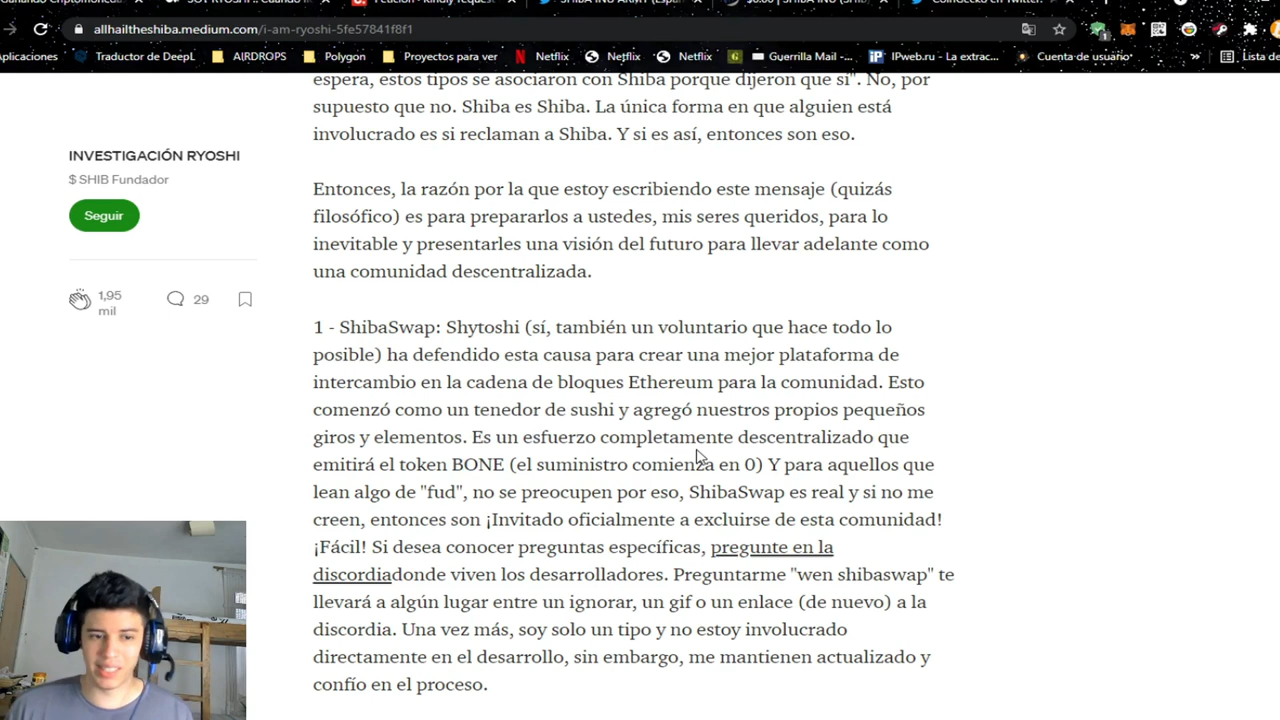 allhailtheshiba.medium.com/i-am-ryoshi-5fe57841f8f1
Aplicaciones Traductor de DeepL AI|RDROPS Polygon Proyectos para ver Netflix Netflix Netflix Guerrilla Mail -... IPweb.ru - La extrac... Cuenta de usuario » Lista de
espera, estos tipos se asociaron con Shiba porque dijeron que sí". No, por
supuesto que no. Shiba es Shiba. La única forma en que alguien está
involucrado es si reclaman a Shiba. Y si es así, entonces son eso.
INVESTIGACIÓN RYOSHI
$ SHIB Fundador
Seguir
1,95
mil
29
Entonces, la razón por la que estoy escribiendo este mensaje (quizás
filosófico) es para prepararlos a ustedes, mis seres queridos, para lo
inevitable y presentarles una visión del futuro para llevar adelante como
una comunidad descentralizada.
1 - ShibaSwap: Shytoshi (sí, también un voluntario que hace todo lo
posible) ha defendido esta causa para crear una mejor plataforma de
intercambio en la cadena de bloques Ethereum para la comunidad. Esto
comenzó como un tenedor de sushi y agregó nuestros propios pequeños
giros y elementos. Es un esfuerzo completamente descentralizado que
emitirá el token BONE (el suministro comienza en 0) Y para aquellos que
lean algo de "fud", no se preocupen por eso, ShibaSwap es real y si no me
creen, entonces son ¡Invitado oficialmente a excluirse de esta comunidad!
¡Fácil! Si desea conocer preguntas específicas, pregunte en la
discordiadonde viven los desarrolladores. Preguntarme "wen shibaswap" te
llevará a algún lugar entre un ignorar, un gif o un enlace (de nuevo) a la
discordia. Una vez más, soy solo un tipo y no estoy involucrado
directamente en el desarrollo, sin embargo, me mantienen actualizado y
confío en el proceso.